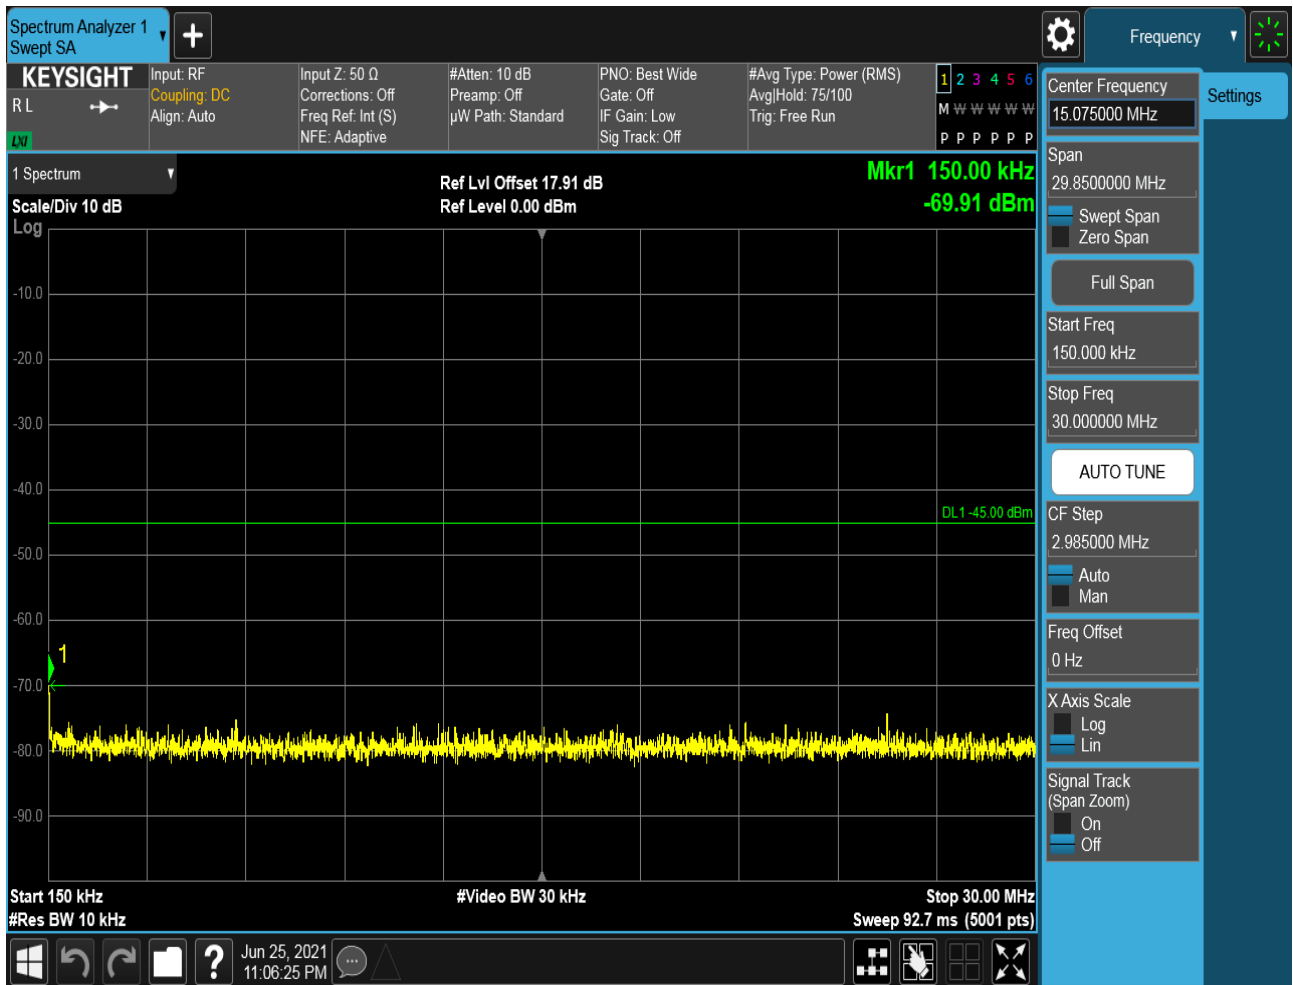 Spectrum Analyzer 1
Swept SA
Frequency
KEYSIGHT
R L
LXI
Input: RF
Coupling: DC
Align: Auto
Input Z: 50 Ω
Corrections: Off
Freq Ref: Int (S)
NFE: Adaptive
#Atten: 10 dB
Preamp: Off
µW Path: Standard
PNO: Best Wide
Gate: Off
IF Gain: Low
Sig Track: Off
#Avg Type: Power (RMS)
Avg|Hold: 75/100
Trig: Free Run
1 2 3 4 5 6
M W W W W W
P P P P P P
1 Spectrum
Scale/Div 10 dB
Log
Ref Lvl Offset 17.91 dB
Ref Level 0.00 dBm
Mkr1 150.00 kHz
-69.91 dBm
-10.0
-20.0
-30.0
-40.0
DL1 -45.00 dBm
-50.0
-60.0
1
-70.0
-80.0
-90.0
Start 150 kHz
#Res BW 10 kHz
#Video BW 30 kHz
Stop 30.00 MHz
Sweep 92.7 ms (5001 pts)
?
Jun 25, 2021
11:06:25 PM
Settings
Center Frequency
15.075000 MHz
Span
29.8500000 MHz
Swept Span
Zero Span
Full Span
Start Freq
150.000 kHz
Stop Freq
30.000000 MHz
AUTO TUNE
CF Step
2.985000 MHz
Auto
Man
Freq Offset
0 Hz
X Axis Scale
Log
Lin
Signal Track
(Span Zoom)
On
Off